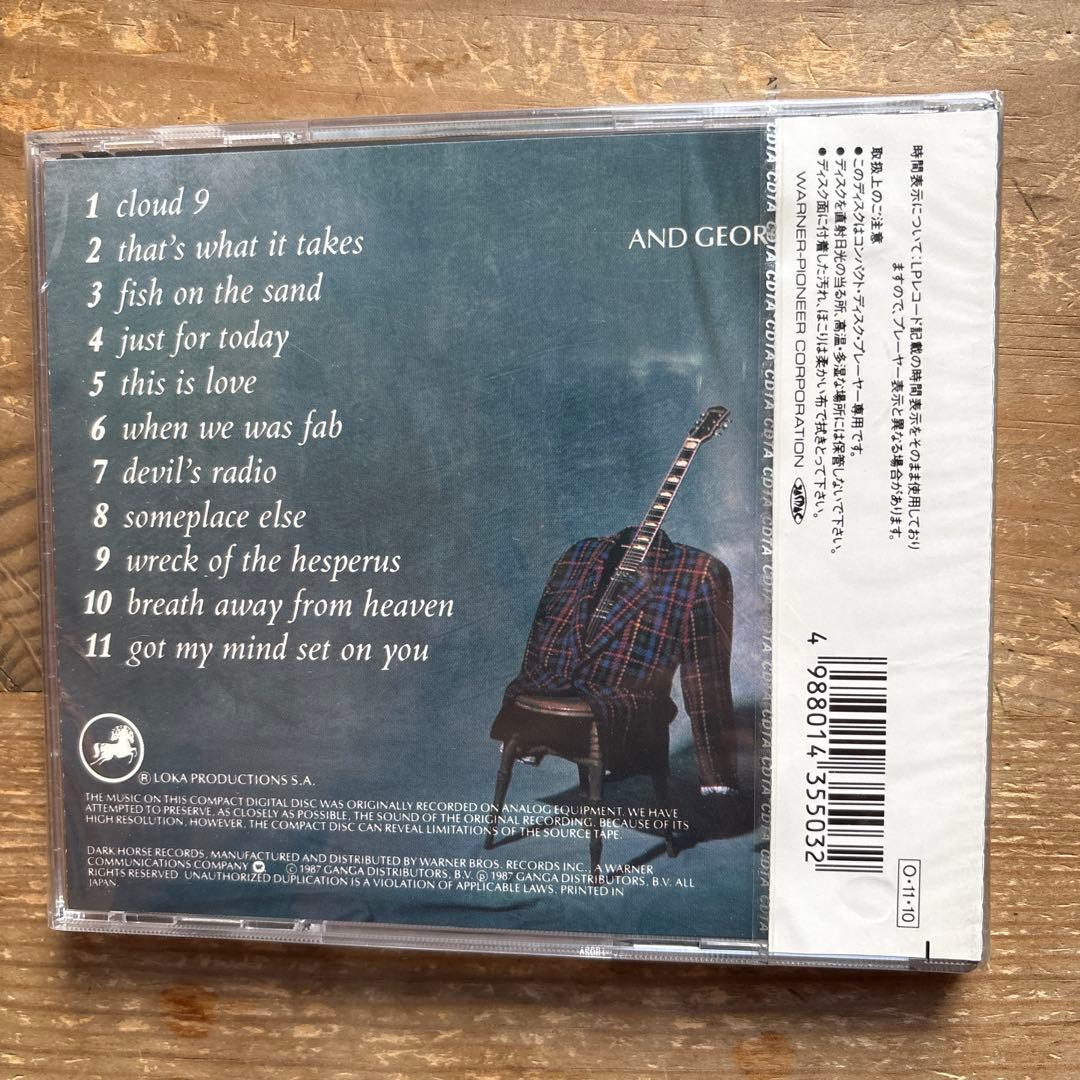 1 cloud 9
2 that's what it takes
3 fish on the sand
4 just for today
5 this is love
6 when we was fab
7 devil's radio
8 someplace else
9 wreck of the hesperus
10 breath away from heaven
11 got my mind set on you
AND GEOR
℗ LOKA PRODUCTIONS S.A.
THE MUSIC ON THIS COMPACT DIGITAL DISC WAS ORIGINALLY RECORDED ON ANALOG EQUIPMENT. WE HAVE
ATTEMPTED TO PRESERVE, AS CLOSELY AS POSSIBLE, THE SOUND OF THE ORIGINAL RECORDING. BECAUSE OF ITS
HIGH RESOLUTION, HOWEVER, THE COMPACT DISC CAN REVEAL LIMITATIONS OF THE SOURCE TAPE.
DARK HORSE RECORDS, MANUFACTURED AND DISTRIBUTED BY WARNER BROS. RECORDS INC., A WARNER
COMMUNICATIONS COMPANY © 1987 GANGA DISTRIBUTORS, B.V. ℗ 1987 GANGA DISTRIBUTORS, B.V. ALL
RIGHTS RESERVED. UNAUTHORIZED DUPLICATION IS A VIOLATION OF APPLICABLE LAWS. PRINTED IN
JAPAN.
CDTA CDTA CDTA CDTA CDTA CDTA CDTA CDTA
時間表示について:LPレコード記載の時間表示をそのまま使用しており
ますので、プレーヤー表示と異なる場合があります。
取扱上のご注意
●このディスクはコンパクト・ディスク・プレーヤー専用です。
●ディスクを直射日光の当る所、高温・多湿な場所には保管しないで下さい。
●ディスク面に付着した汚れ、ほこりは柔かい布で拭きとって下さい。
WARNER-PIONEER CORPORATION
4 988014 355032
O・11・10